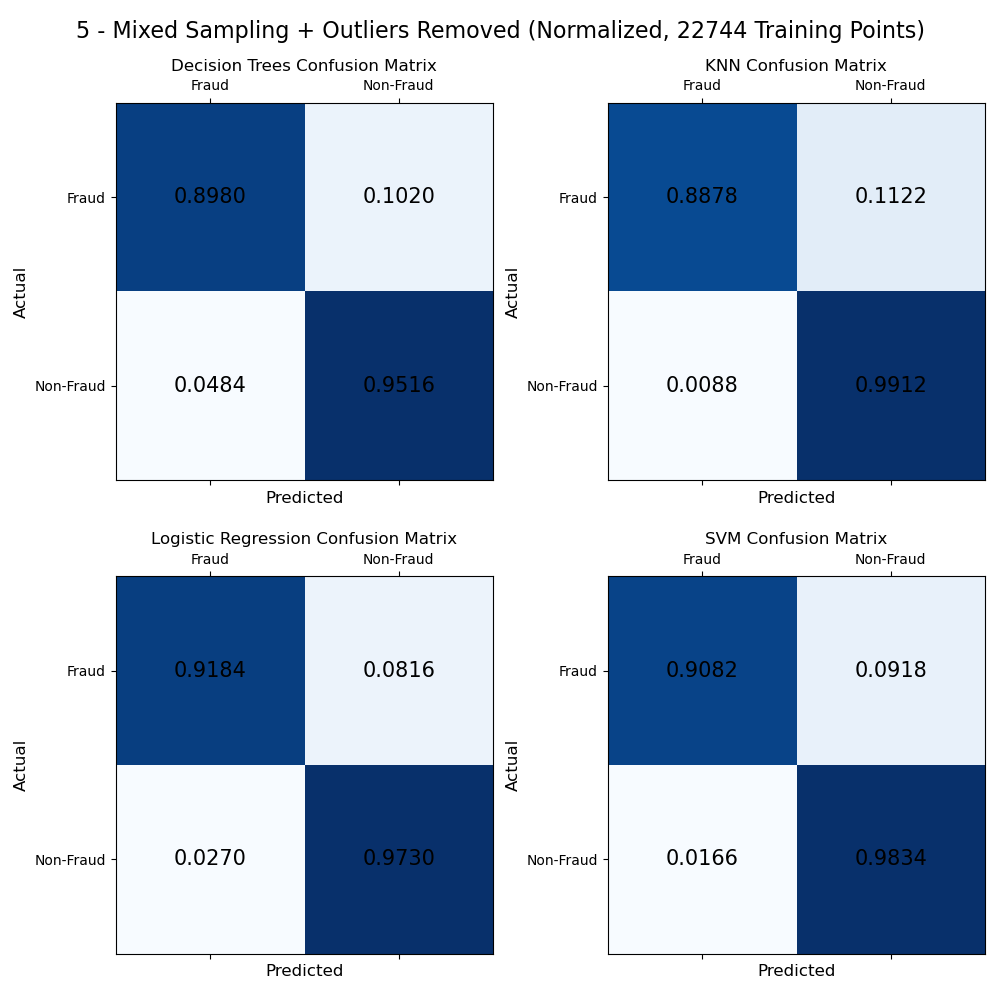 5 - Mixed Sampling + Outliers Removed (Normalized, 22744 Training Points)
Decision Trees Confusion Matrix
Fraud Non-Fraud
Actual
Fraud 0.8980 0.1020
Non-Fraud 0.0484 0.9516
Predicted
KNN Confusion Matrix
Fraud Non-Fraud
Actual
Fraud 0.8878 0.1122
Non-Fraud 0.0088 0.9912
Predicted
Logistic Regression Confusion Matrix
Fraud Non-Fraud
Actual
Fraud 0.9184 0.0816
Non-Fraud 0.0270 0.9730
Predicted
SVM Confusion Matrix
Fraud Non-Fraud
Actual
Fraud 0.9082 0.0918
Non-Fraud 0.0166 0.9834
Predicted